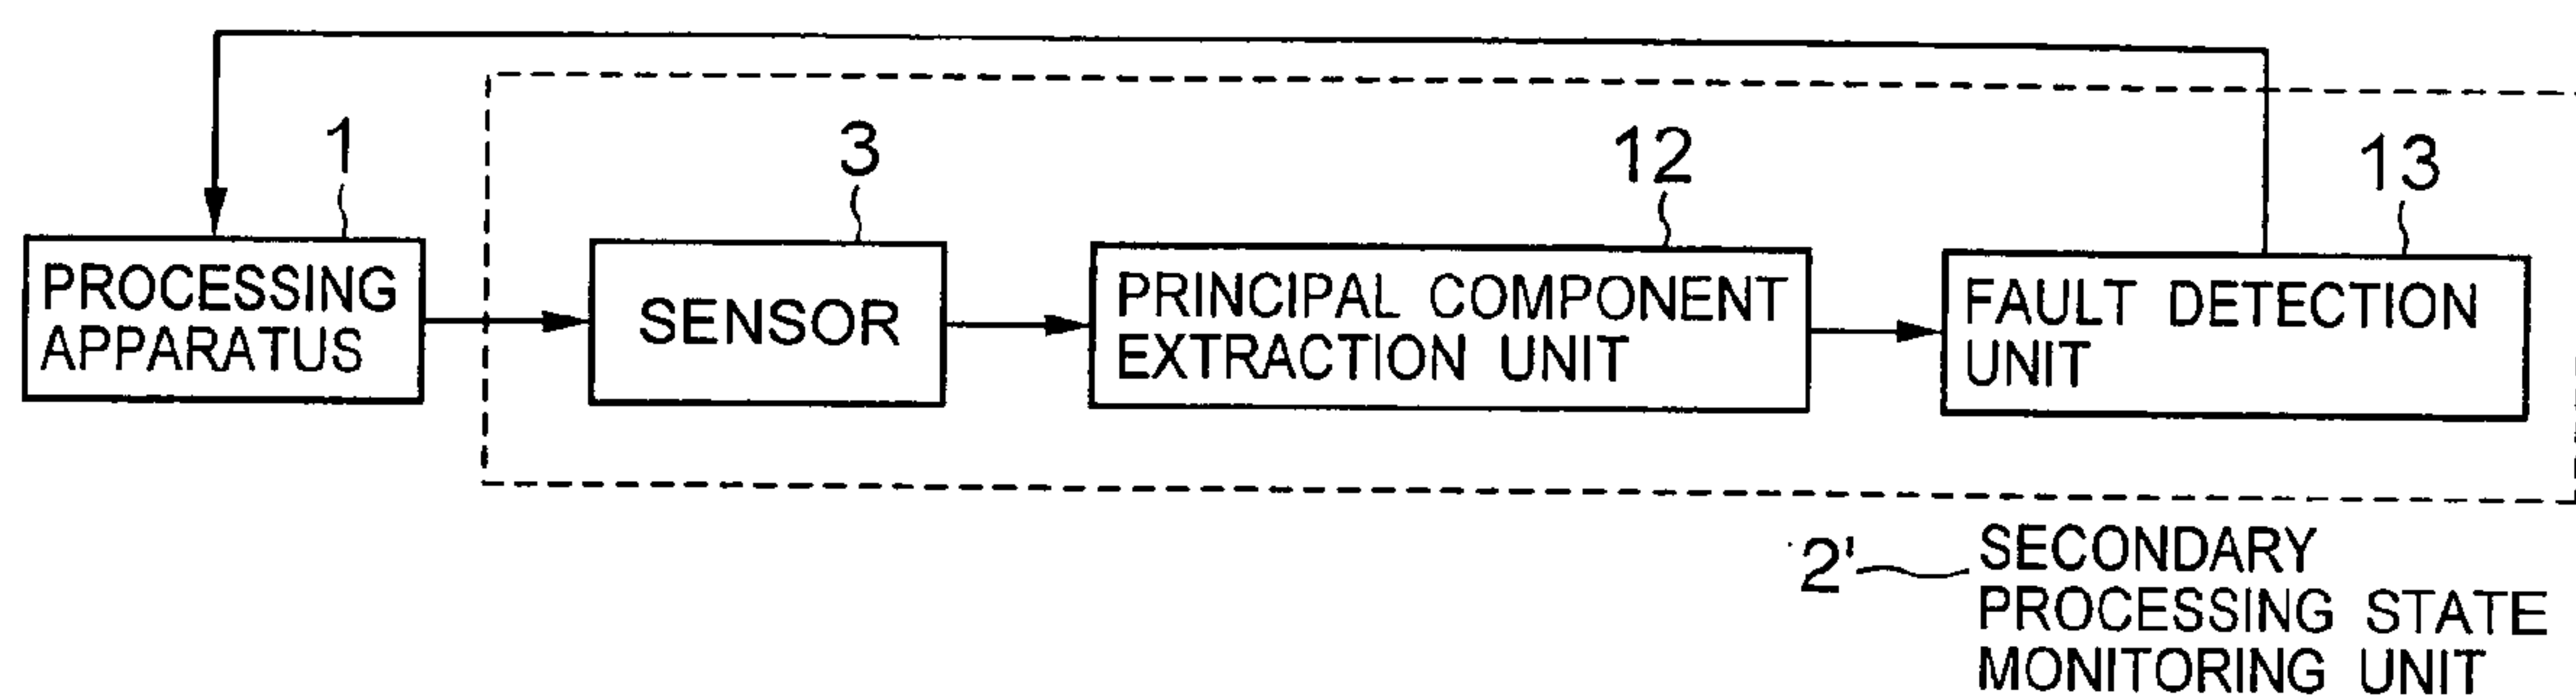 1
3
12
13
PROCESSING
APPARATUS
SENSOR
PRINCIPAL COMPONENT
EXTRACTION UNIT
FAULT DETECTION
UNIT
2'
SECONDARY
PROCESSING STATE
MONITORING UNIT